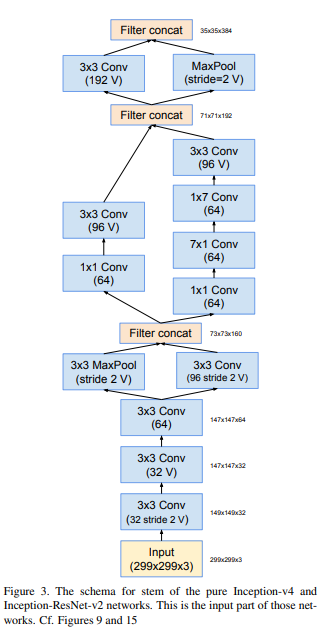 Filter concat
35x35x384
3x3 Conv
(192 V)
MaxPool
(stride=2 V)
Filter concat
71x71x192
3x3 Conv
(96 V)
1x7 Conv
(64)
3x3 Conv
(96 V)
7x1 Conv
(64)
1x1 Conv
(64)
1x1 Conv
(64)
Filter concat
73x73x160
3x3 MaxPool
(stride 2 V)
3x3 Conv
(96 stride 2 V)
3x3 Conv
(64)
147x147x64
3x3 Conv
(32 V)
147x147x32
3x3 Conv
(32 stride 2 V)
149x149x32
Input
(299x299x3)
299x299x3
Figure 3. The schema for stem of the pure Inception-v4 and
Inception-ResNet-v2 networks. This is the input part of those net-
works. Cf. Figures 9 and 15